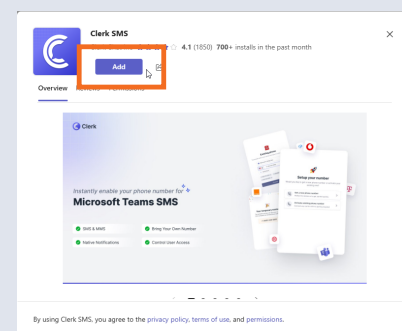 Clerk SMS
4.1 (1850) 700+ installs in the past month
Add
Overview
Clerk
Instantly enable your phone number for
Microsoft Teams SMS
SMS & MMS
Bring Your Own Number
Native Notifications
Control User Access
Setup your number
By using Clerk SMS, you agree to the privacy policy, terms of use, and permissions.